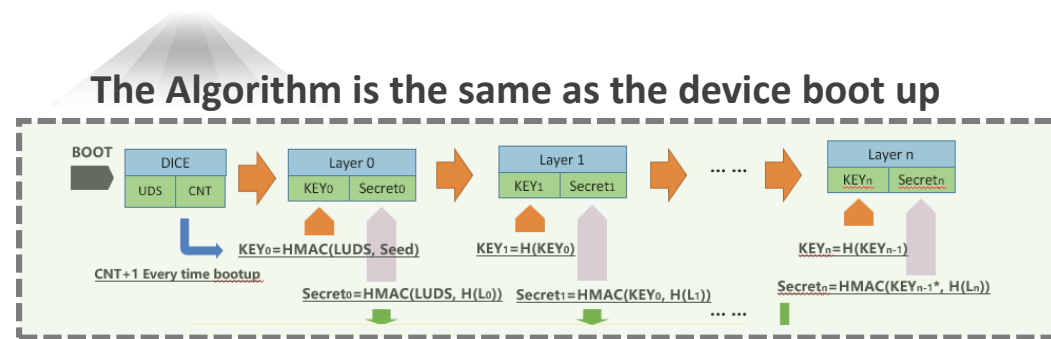 The Algorithm is the same as the device boot up
BOOT
DICE
UDS CNT
CNT+1 Every time bootup
Layer 0
KEY₀ Secret₀
KEY₀=HMAC(LUDS, Seed)
Secret₀=HMAC(LUDS, H(L₀))
Layer 1
KEY₁ Secret₁
KEY₁=H(KEY₀)
Secret₁=HMAC(KEY₀, H(L₁))
... ...
... ...
Layer n
KEYₙ Secretₙ
KEYₙ=H(KEYₙ₋₁)
Secretₙ=HMAC(KEYₙ₋₁*, H(Lₙ))